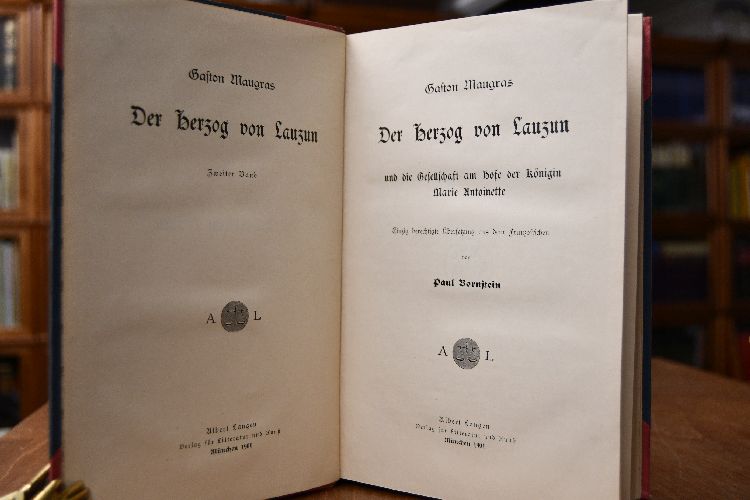 Gaston Maugras
Der Herzog von Lauzun
Zweiter Band
A L
Albert Langen
Verlag für Litteratur und Kunst
München 1901
Gaston Maugras
Der Herzog von Lauzun
und die Gesellschaft am Hofe der Königin
Marie Antoinette
Einzig berechtigte Übersetzung aus dem Französischen
von
Paul Bornstein
A L
Albert Langen
Verlag für Litteratur und Kunst
München 1901